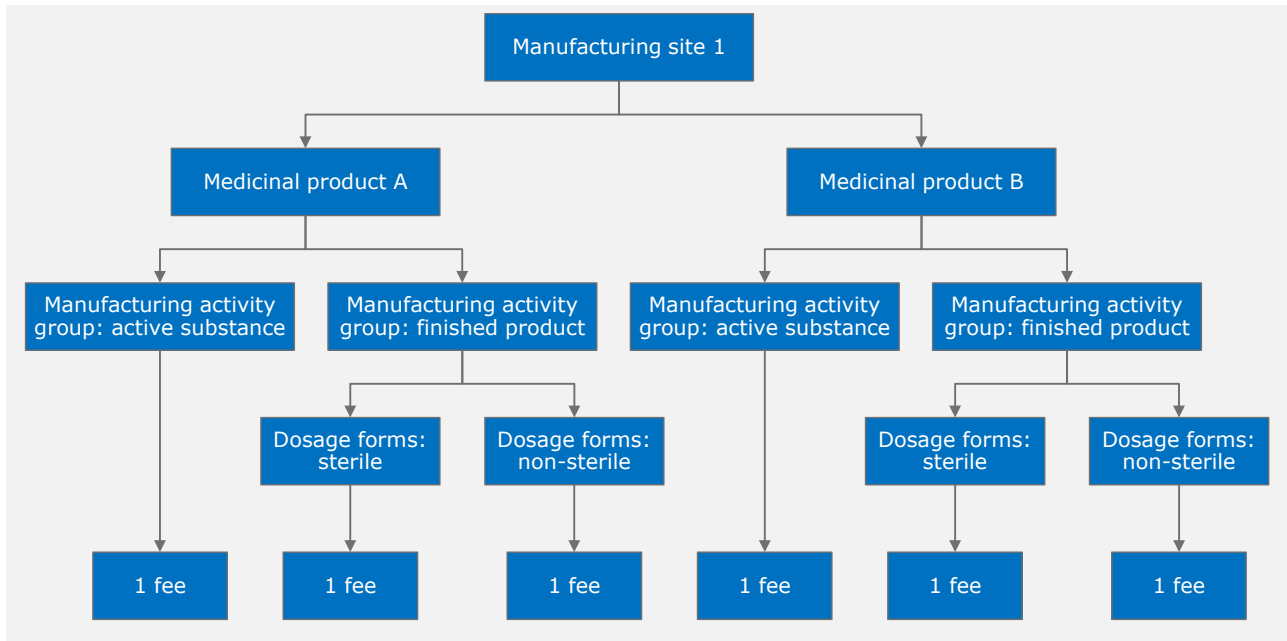 Manufacturing site 1
Medicinal product A
Medicinal product B
Manufacturing activity
group: active substance
Manufacturing activity
group: finished product
Manufacturing activity
group: active substance
Manufacturing activity
group: finished product
Dosage forms:
sterile
Dosage forms:
non-sterile
Dosage forms:
sterile
Dosage forms:
non-sterile
1 fee
1 fee
1 fee
1 fee
1 fee
1 fee